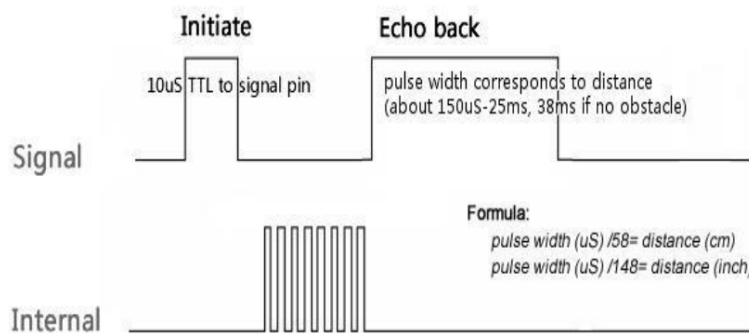 Initiate
Echo back
10uS TTL to signal pin
pulse width corresponds to distance
(about 150uS-25ms, 38ms if no obstacle)
Signal
Formula:
pulse width (uS) /58= distance (cm)
pulse width (uS) /148= distance (inch)
Internal